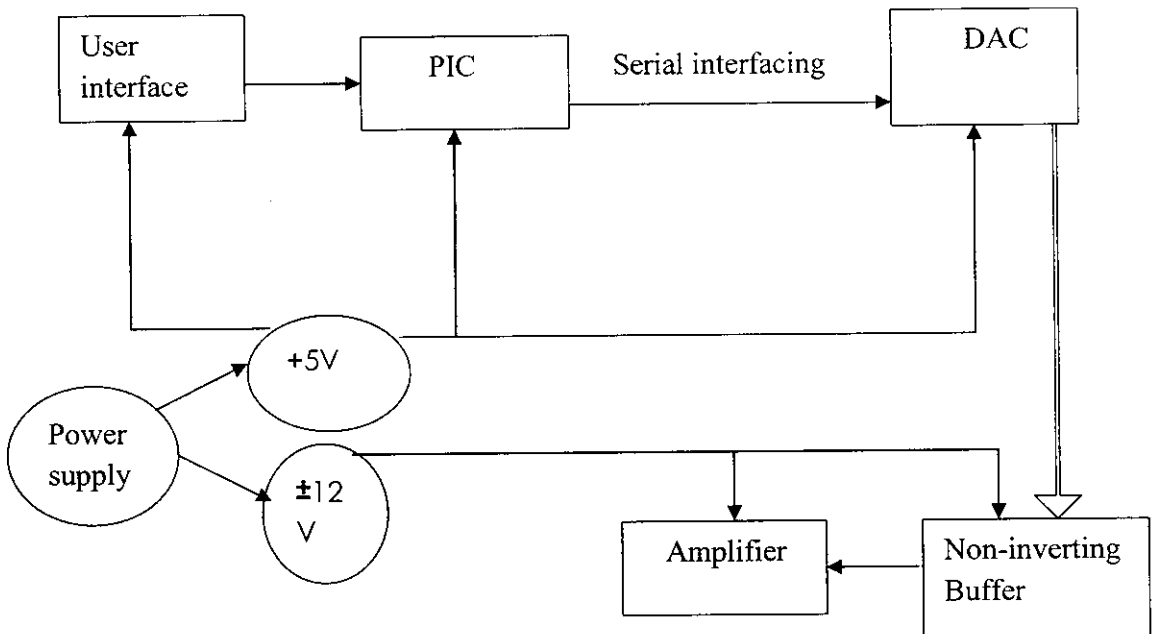 User
interface
PIC
Serial interfacing
DAC
+5V
Power
supply
±12
V
Amplifier
Non-inverting
Buffer